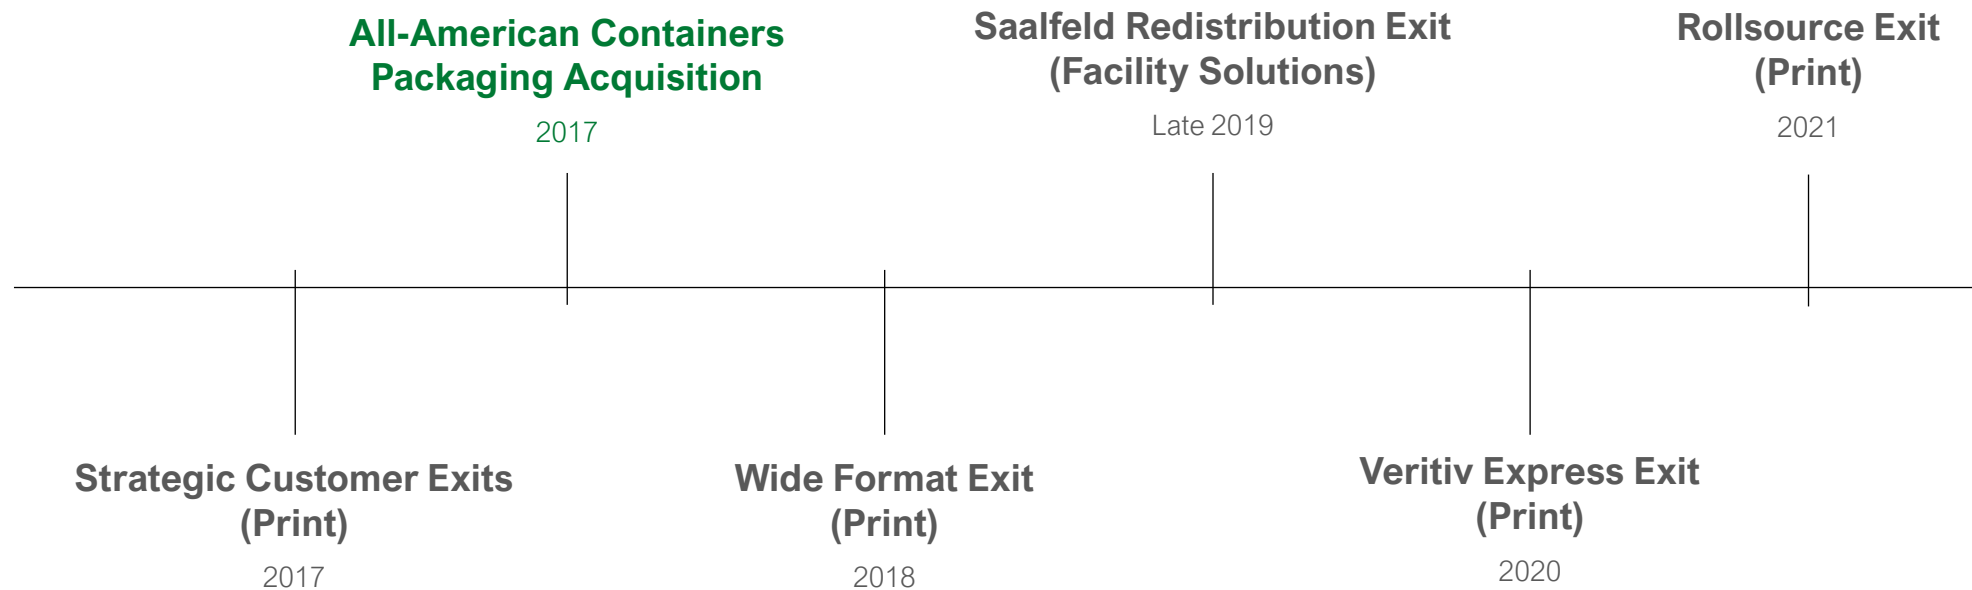 All-American Containers
Packaging Acquisition
2017
Saalfeld Redistribution Exit
(Facility Solutions)
Late 2019
Rollsource Exit
(Print)
2021
Strategic Customer Exits
(Print)
2017
Wide Format Exit
(Print)
2018
Veritiv Express Exit
(Print)
2020